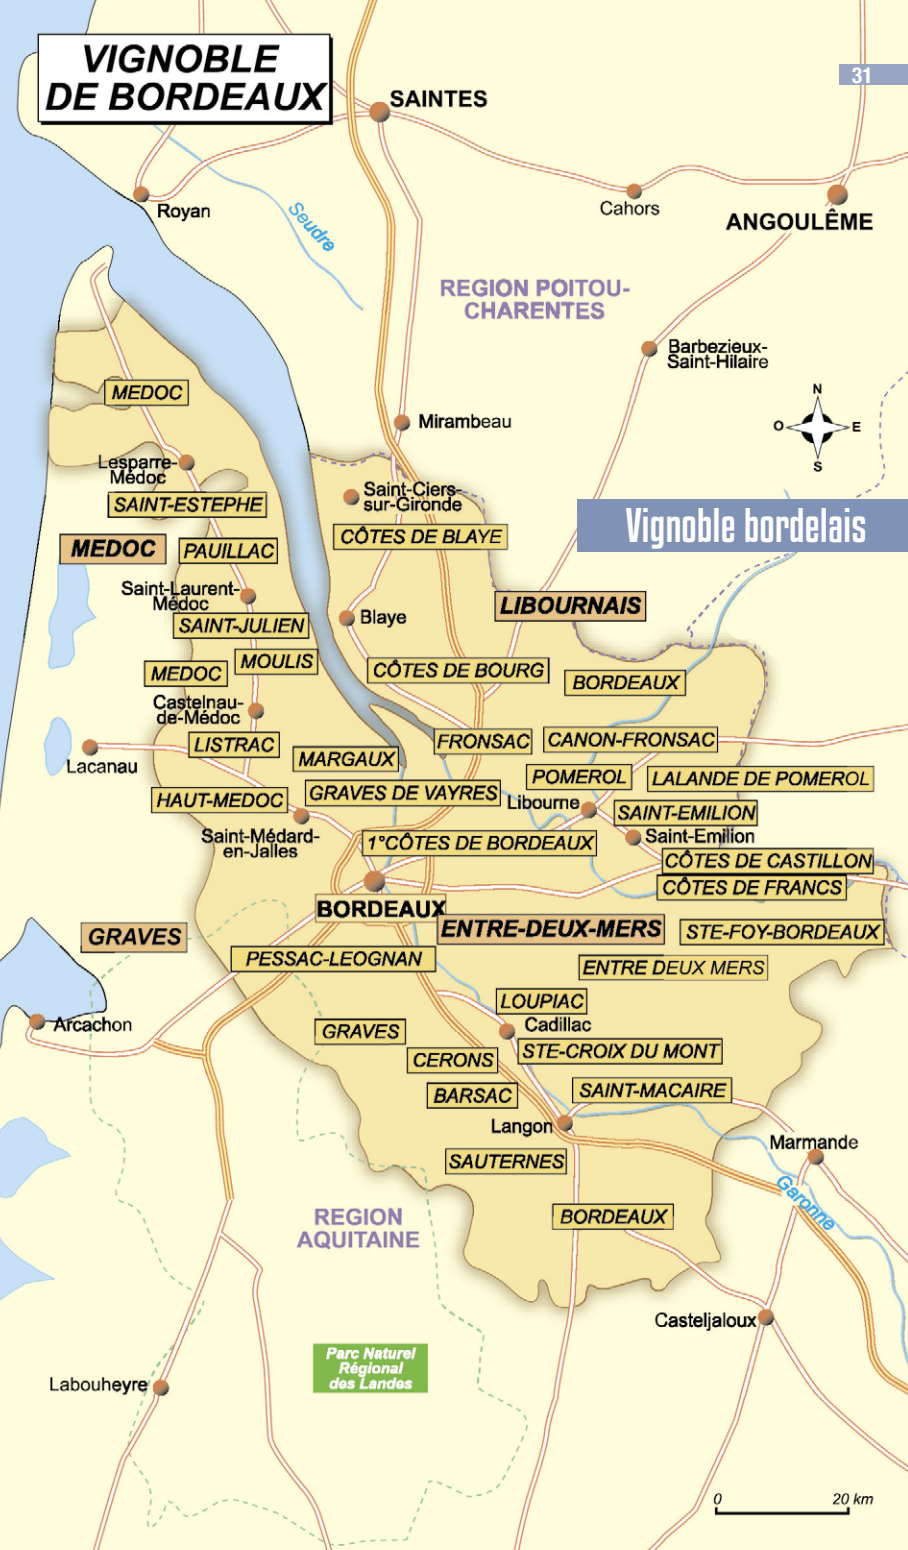 VIGNOBLE
DE BORDEAUX
31
SAINTES
Royan
Seudre
Cahors
ANGOULÊME
REGION POITOU-
CHARENTES
Barbezieux-
Saint-Hilaire
N
O
E
S
MEDOC
Mirambeau
Lesparre-
Médoc
Saint-Ciers-
sur-Gironde
SAINT-ESTEPHE
Vignoble bordelais
CÔTES DE BLAYE
MEDOC
PAUILLAC
Saint-Laurent-
Médoc
LIBOURNAIS
Blaye
SAINT-JULIEN
MOULIS
MEDOC
CÔTES DE BOURG
BORDEAUX
Castelnau-
de-Médoc
LISTRAC
FRONSAC
CANON-FRONSAC
Lacanau
MARGAUX
POMEROL
LALANDE DE POMEROL
HAUT-MEDOC
GRAVES DE VAYRES
Libourne
SAINT-EMILION
Saint-Médard-
en-Jalles
Saint-Emilion
1°CÔTES DE BORDEAUX
CÔTES DE CASTILLON
CÔTES DE FRANCS
BORDEAUX
GRAVES
ENTRE-DEUX-MERS
STE-FOY-BORDEAUX
PESSAC-LEOGNAN
ENTRE DEUX MERS
LOUPIAC
Arcachon
GRAVES
Cadillac
CERONS
STE-CROIX DU MONT
BARSAC
SAINT-MACAIRE
Langon
Marmande
SAUTERNES
Garonne
REGION
AQUITAINE
BORDEAUX
Casteljaloux
Parc Naturel
Régional
des Landes
Labouheyre
0
20 km